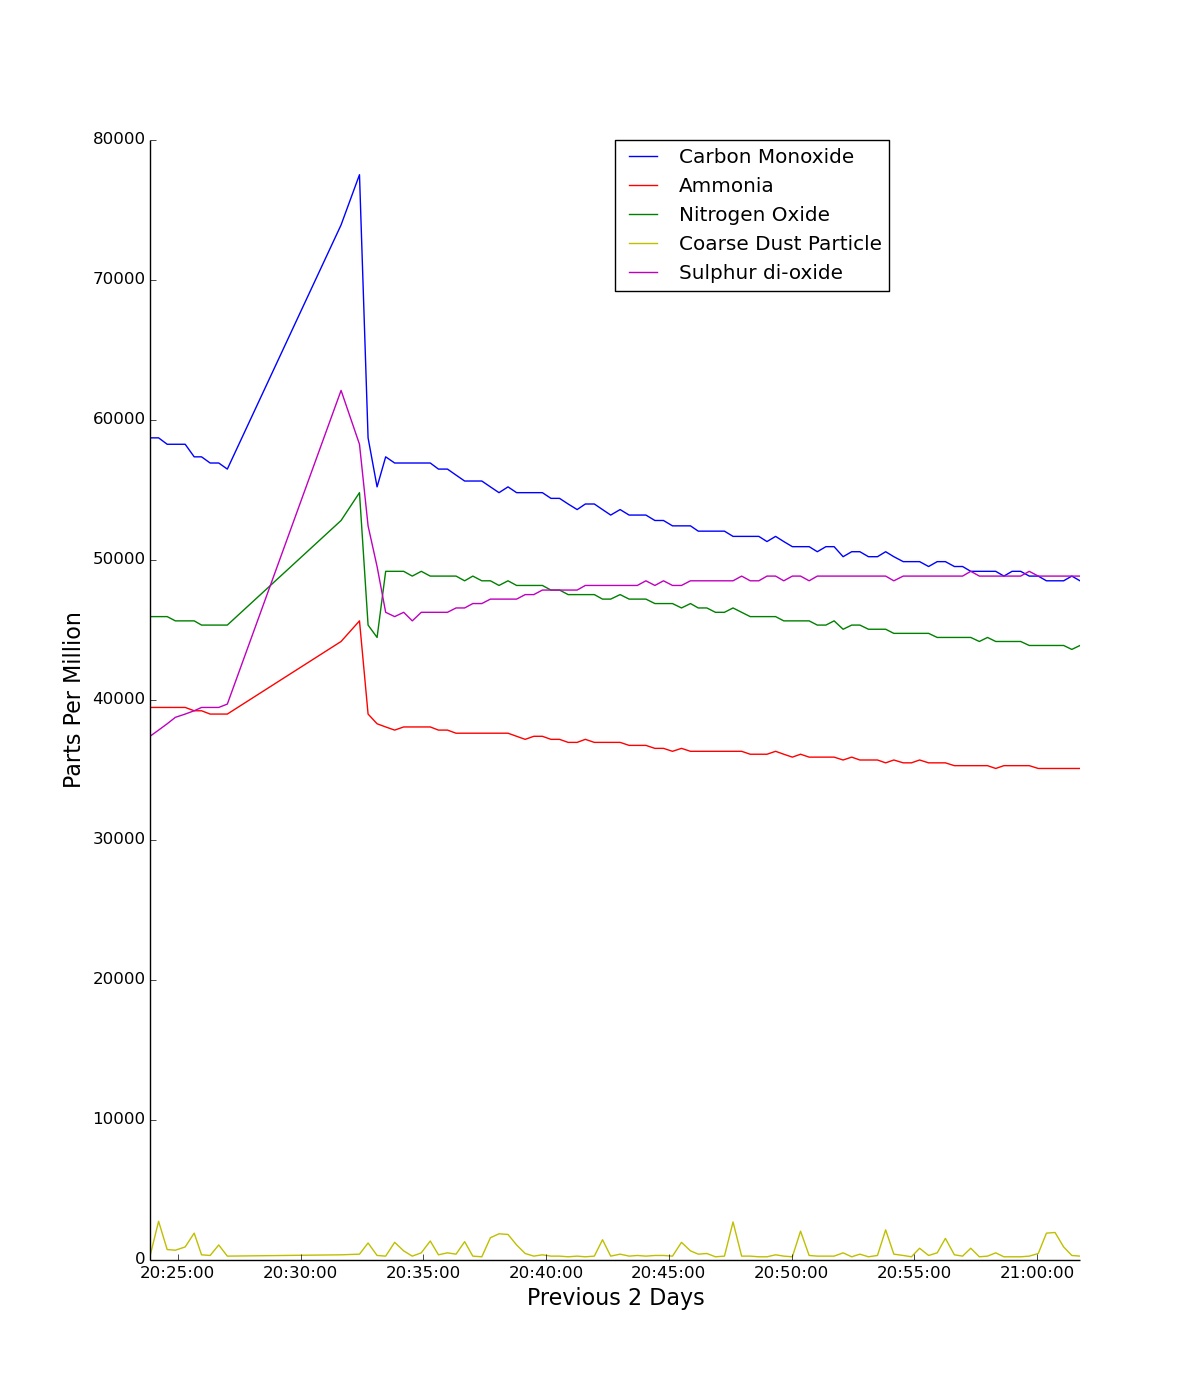 80000
70000
60000
50000
40000
30000
20000
10000
0
Parts Per Million
Carbon Monoxide
Ammonia
Nitrogen Oxide
Coarse Dust Particle
Sulphur di-oxide
20:25:00 20:30:00 20:35:00 20:40:00 20:45:00 20:50:00 20:55:00 21:00:00
Previous 2 Days